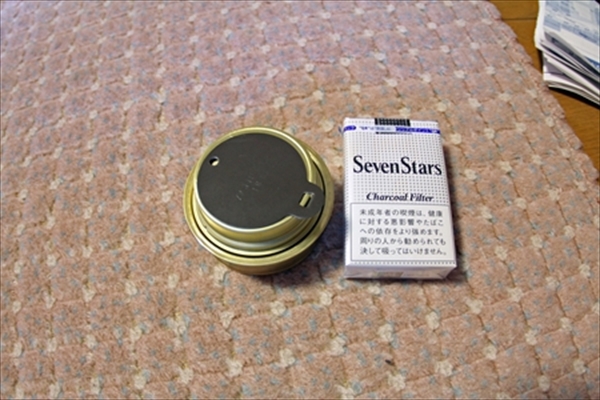 SevenStars
Charcoal Filter
未成年者の喫煙は、健康
に対する悪影響やたばこ
への依存をより強めます。
周りの人から勧められても
決して吸ってはいけません。